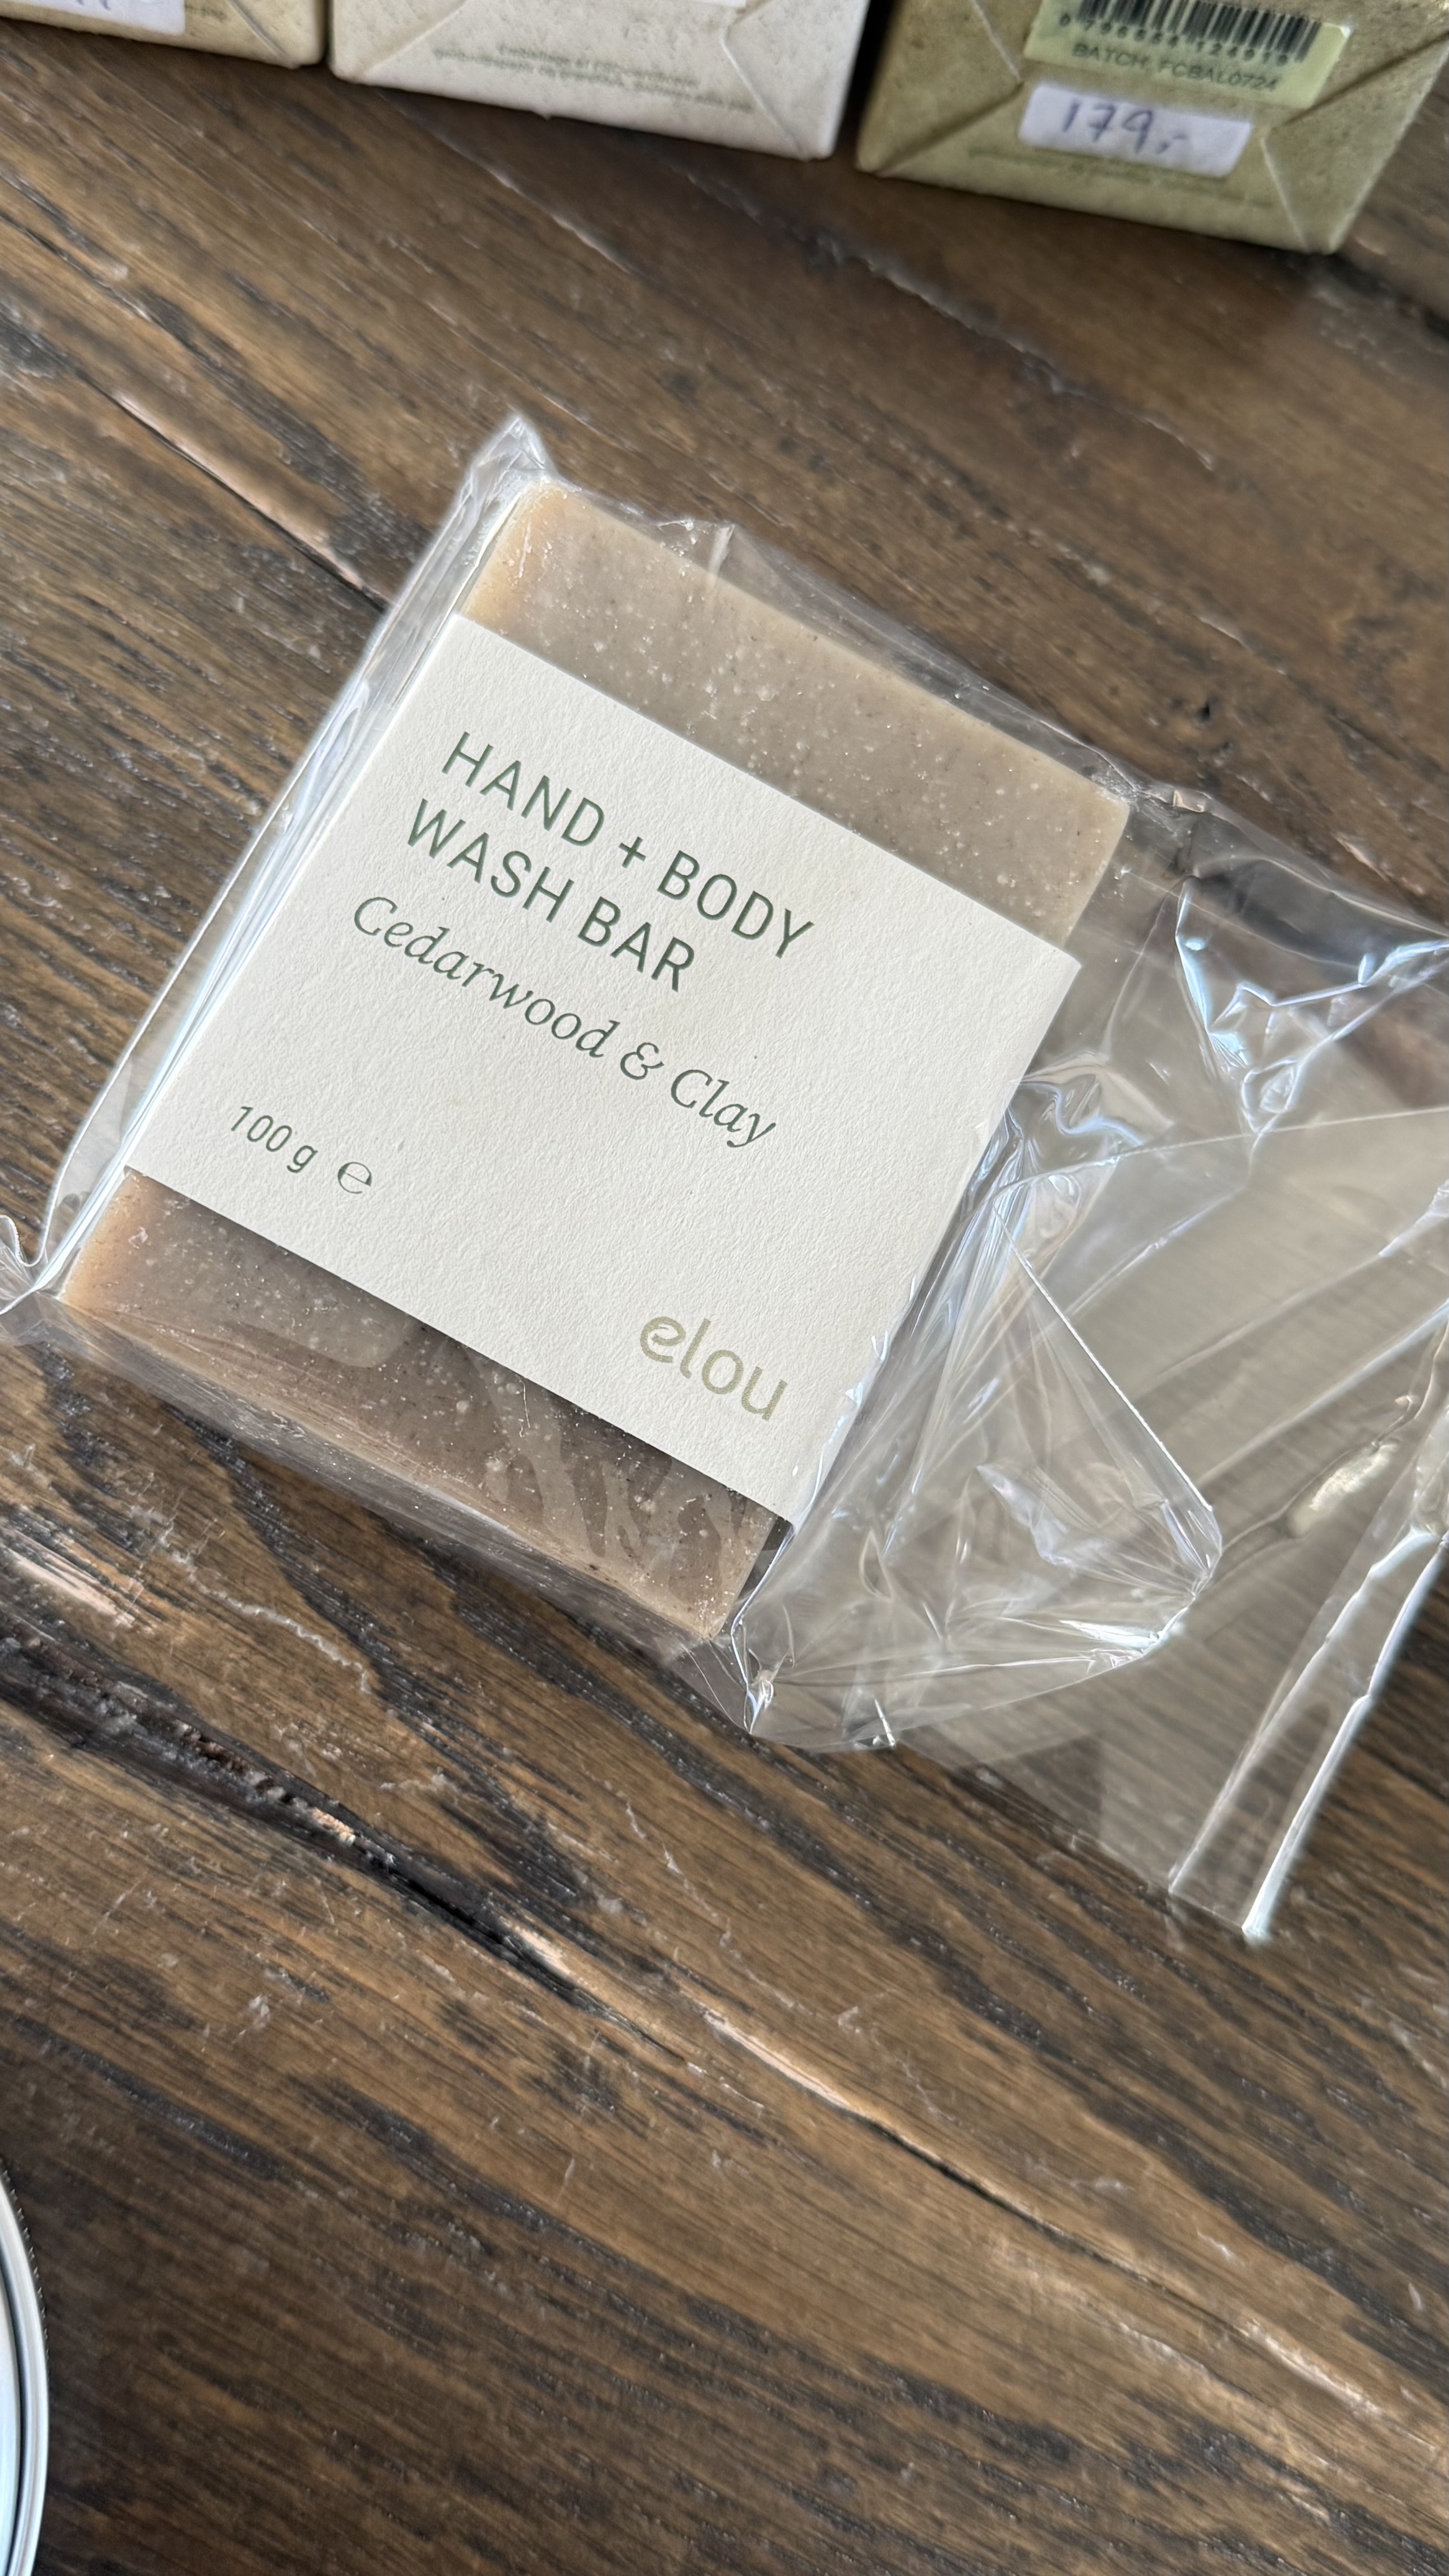 BATCH: FCBAL0724
179,-
HAND + BODY
WASH BAR
Cedarwood & Clay
100 g ℮
elou